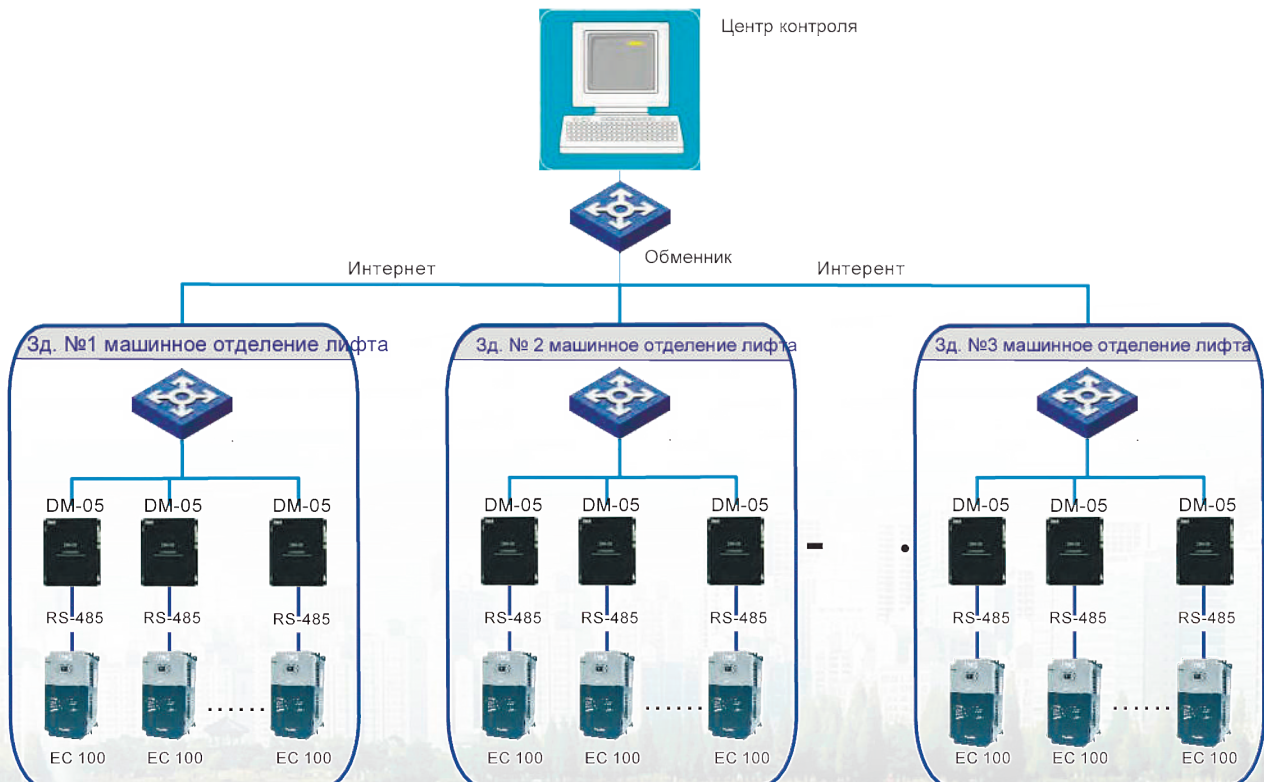 Центр контроля
Обменник
Интернет
Интерент
Зд. №1 машинное отделение лифта
Зд. № 2 машинное отделение лифта
Зд. №3 машинное отделение лифта
DM-05 DM-05 DM-05
DM-05 DM-05 DM-05
DM-05 DM-05 DM-05
RS-485 RS-485 RS-485
RS-485 RS-485 RS-485
RS-485 RS-485 RS-485
......
......
......
EC 100 EC 100 EC 100
EC 100 EC 100 EC 100
EC 100 EC 100 EC 100